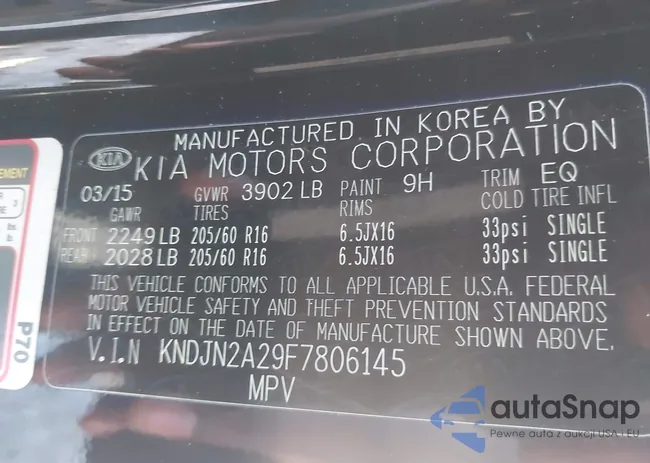 MANUFACTURED IN KOREA BY
KIA KIA MOTORS CORPORATION
03/15 GVWR 3902 LB PAINT 9H TRIM EQ
GAWR TIRES RIMS COLD TIRE INFL
FRONT 2249 LB 205/60 R16 6.5JX16 33psi SINGLE
REAR 2028 LB 205/60 R16 6.5JX16 33psi SINGLE
THIS VEHICLE CONFORMS TO ALL APPLICABLE U.S.A. FEDERAL
MOTOR VEHICLE SAFETY AND THEFT PREVENTION STANDARDS
IN EFFECT ON THE DATE OF MANUFACTURE SHOWN ABOVE.
V.I.N KNDJN2A29F7806145
MPV
P70
autaSnap
Pewne auta z aukcji USA i EU